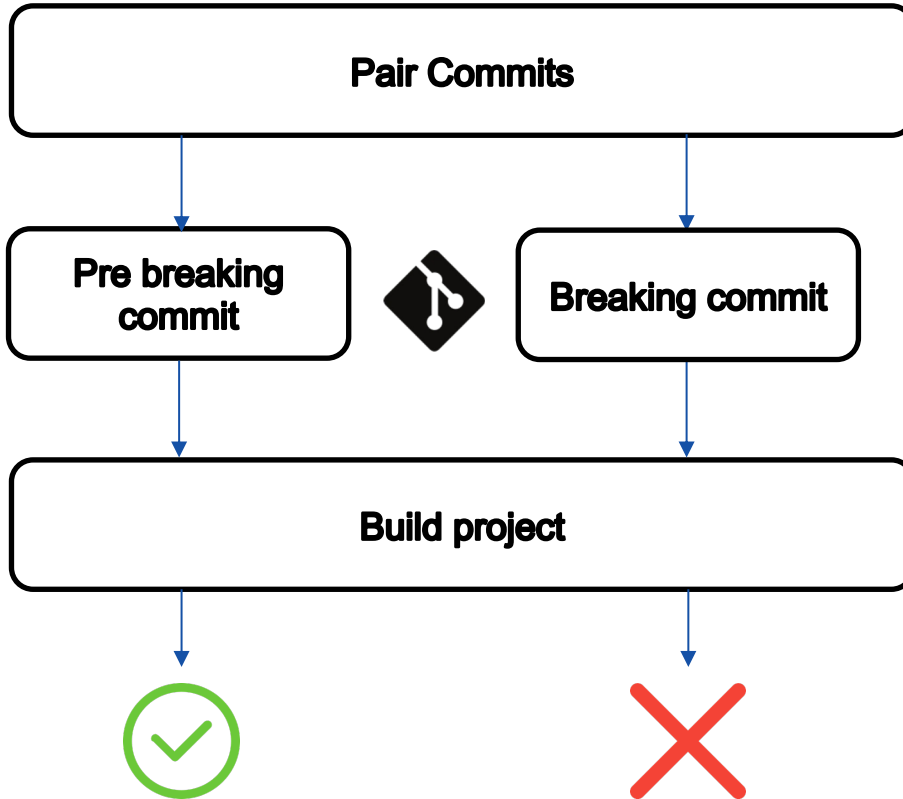 Pair Commits
Pre breaking
commit
Breaking commit
Build project